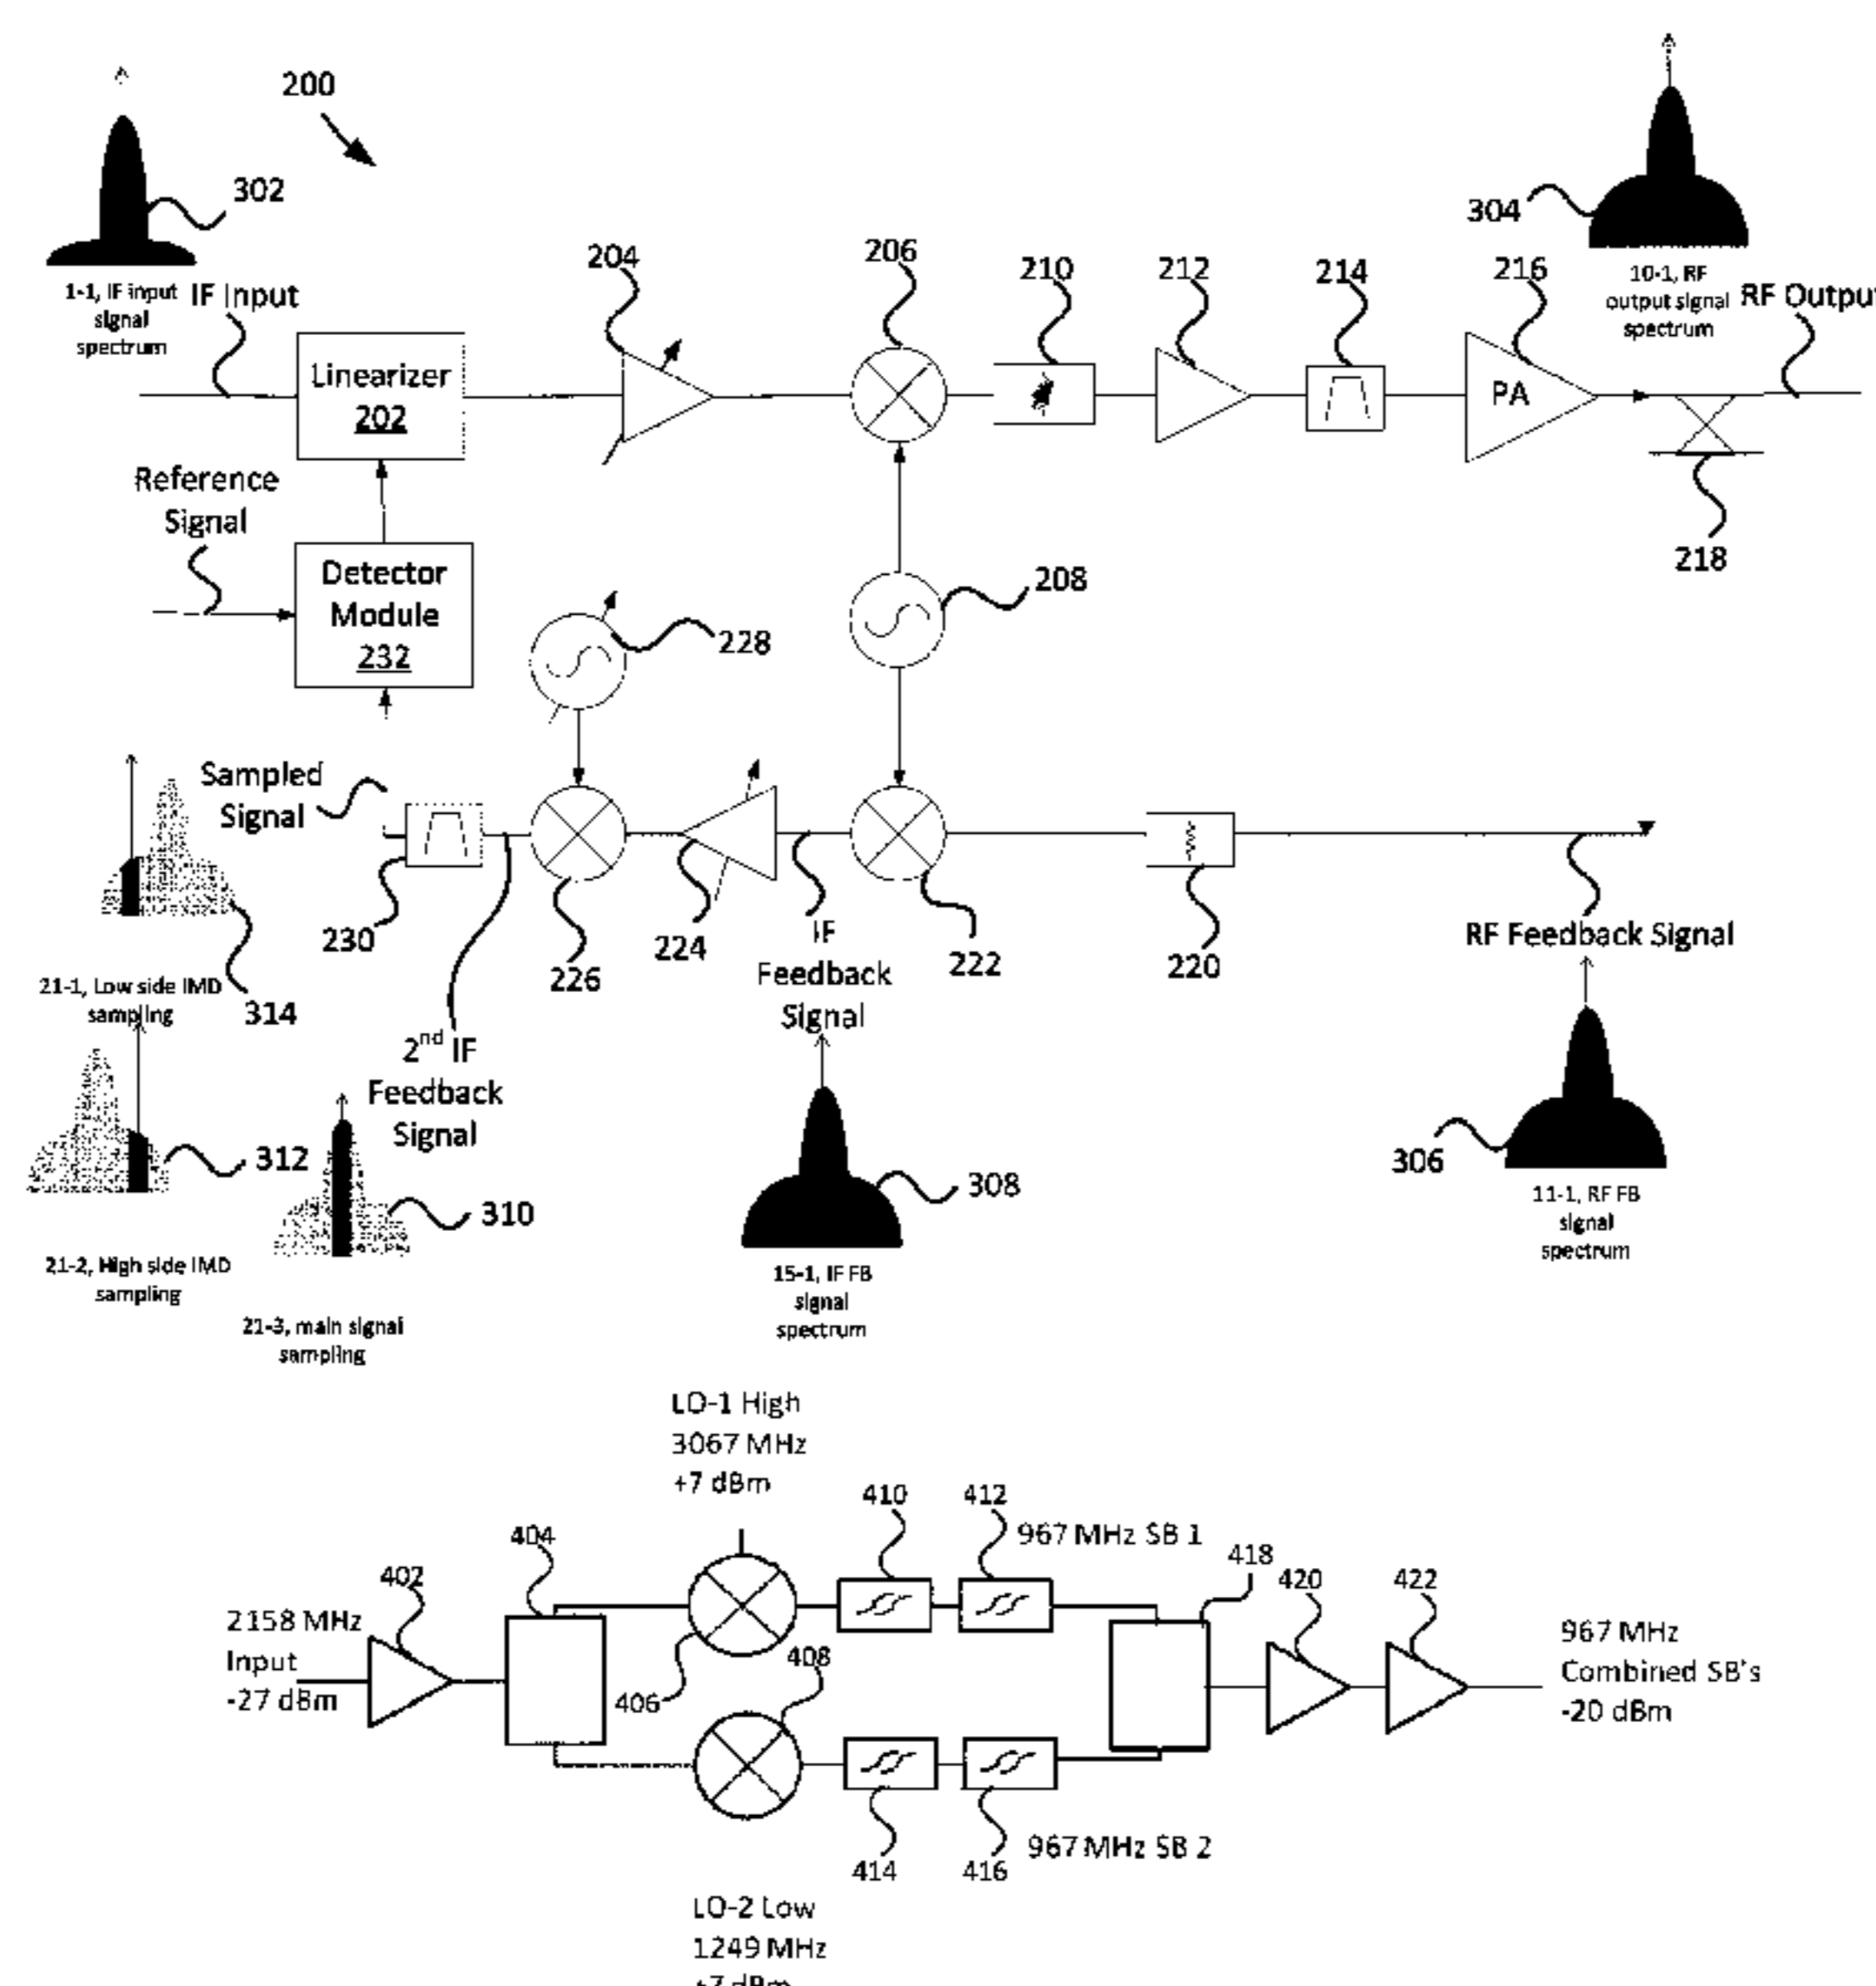 200
302
1-1, IF input
signal
spectrum
IF Input
Linearizer
202
204
206
210
212
214
216
PA
304
10-1, RF
output signal
spectrum
RF Output
218
Reference
Signal
Detector
Module
232
228
208
Sampled
Signal
230
226
224
IF
Feedback
Signal
222
220
RF Feedback Signal
21-1, Low side IMD
sampling
314
2nd IF
Feedback
Signal
312
310
308
306
11-1, RF FB
signal
spectrum
21-2, High side IMD
sampling
15-1, IF FB
signal
spectrum
21-3, main signal
sampling
LO-1 High
3067 MHz
+7 dBm
404
410
412
967 MHz SB 1
418
402
420
422
2158 MHz
Input
-27 dBm
406
408
967 MHz
Combined SB's
-20 dBm
414
416
967 MHz SB 2
LO-2 Low
1249 MHz
+7 dBm